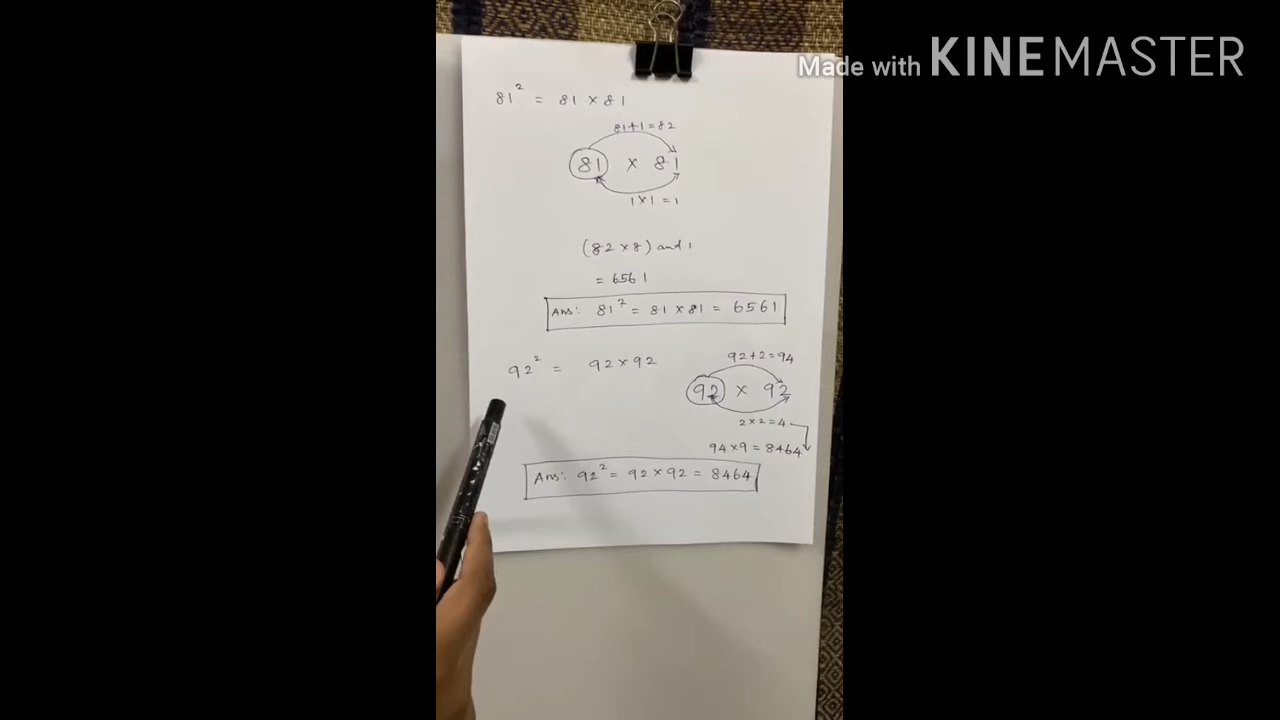 Made with KINEMASTER
81² = 81 × 81
81+1=82
81 × 81
1×1 =1
(82 ×8) and 1
= 6561
Ans: 81² = 81 × 81 = 6561
92² = 92×92
92+2=94
92 × 92
2×2=4
94×9 = 8464
Ans: 92² = 92×92 = 8464